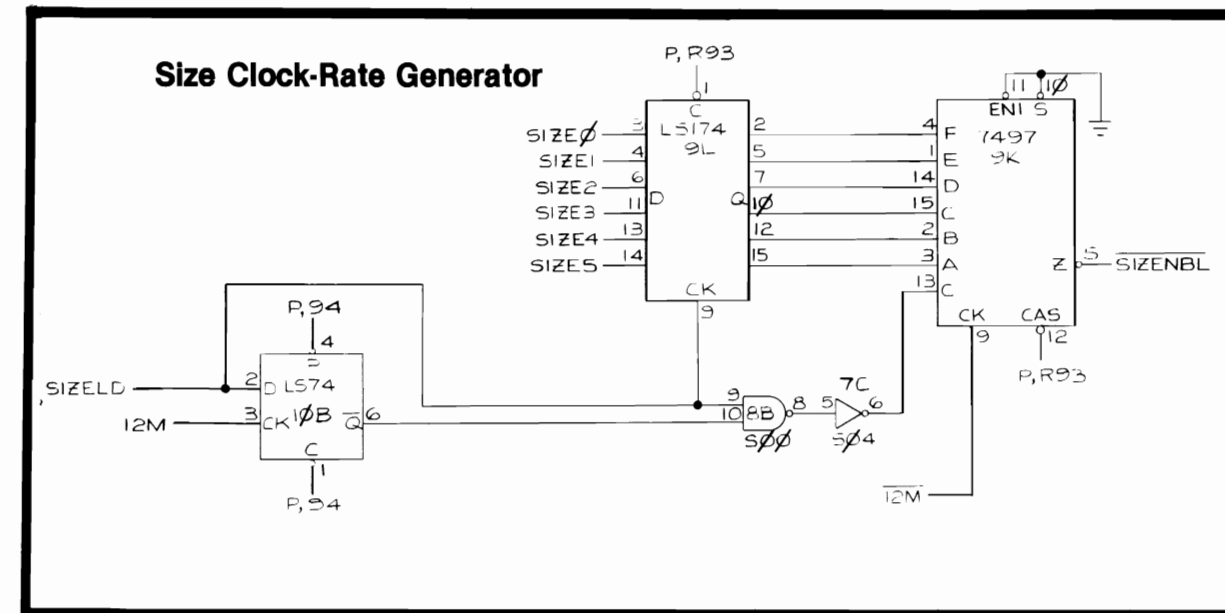 Size Clock-Rate Generator
P, R93
1
C
LS174
9L
SIZEØ 3 2 4 F
SIZE1 4 5 1 E
SIZE2 6 7 14 D
SIZE3 11 D Q 1Ø 15 C
SIZE4 13 12 2 B
SIZE5 14 15 3 A
13 C
CK
9
11 1Ø
EN1 S
7497
9K
Z 5 SIZENBL
CK CAS
9 12
P, R93
P, 94
4
SIZELD 2 D LS74
12M 3 CK 1ØB Q 6
C
1
P, 94
9
10 8B 8
SØØ
7C
5 6
SØ4
12M